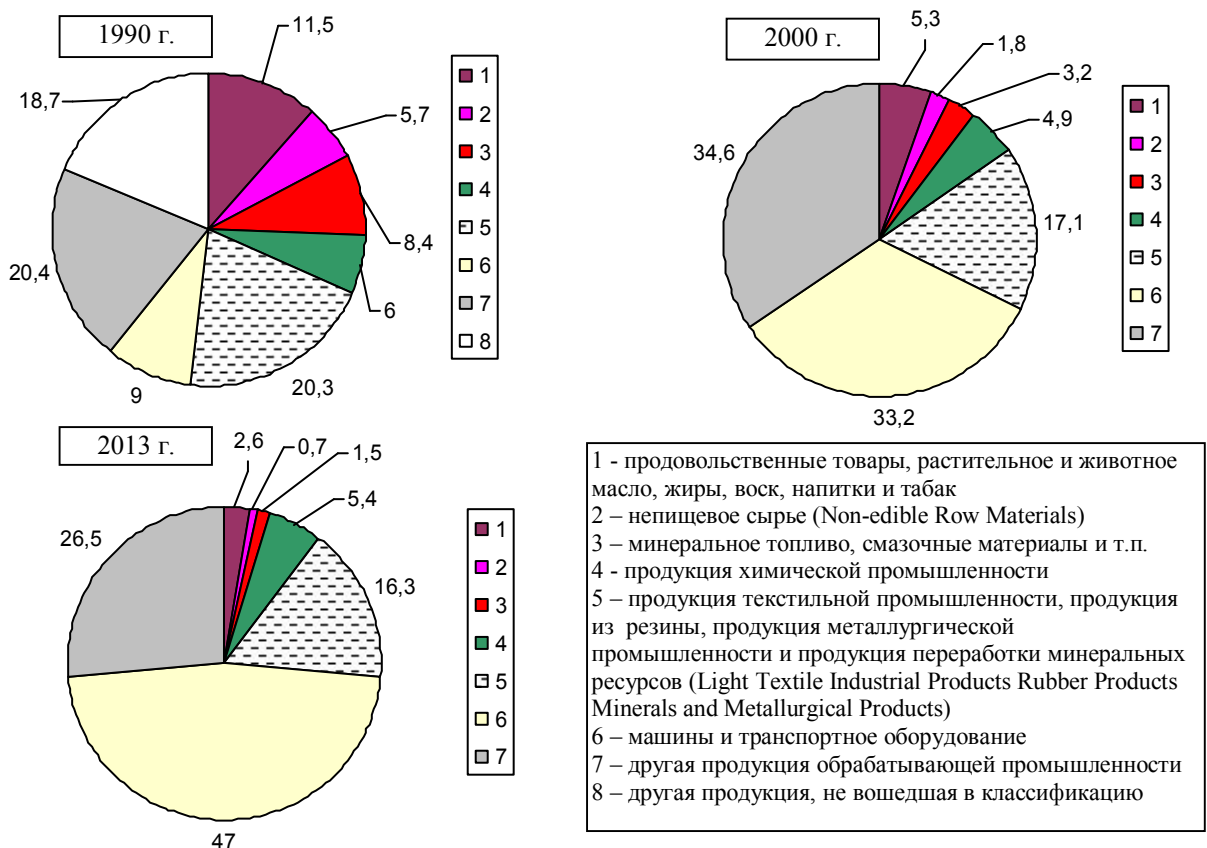 1990 г.
11,5
5,7
8,4
6
20,3
9
20,4
18,7
1
2
3
4
5
6
7
8
2000 г.
5,3
1,8
3,2
4,9
17,1
33,2
34,6
1
2
3
4
5
6
7
2013 г.
2,6
0,7
1,5
5,4
16,3
47
26,5
1
2
3
4
5
6
7
1 - продовольственные товары, растительное и животное
масло, жиры, воск, напитки и табак
2 – непищевое сырье (Non-edible Row Materials)
3 – минеральное топливо, смазочные материалы и т.п.
4 - продукция химической промышленности
5 – продукция текстильной промышленности, продукция
из резины, продукция металлургической
промышленности и продукция переработки минеральных
ресурсов (Light Textile Industrial Products Rubber Products
Minerals and Metallurgical Products)
6 – машины и транспортное оборудование
7 – другая продукция обрабатывающей промышленности
8 – другая продукция, не вошедшая в классификацию